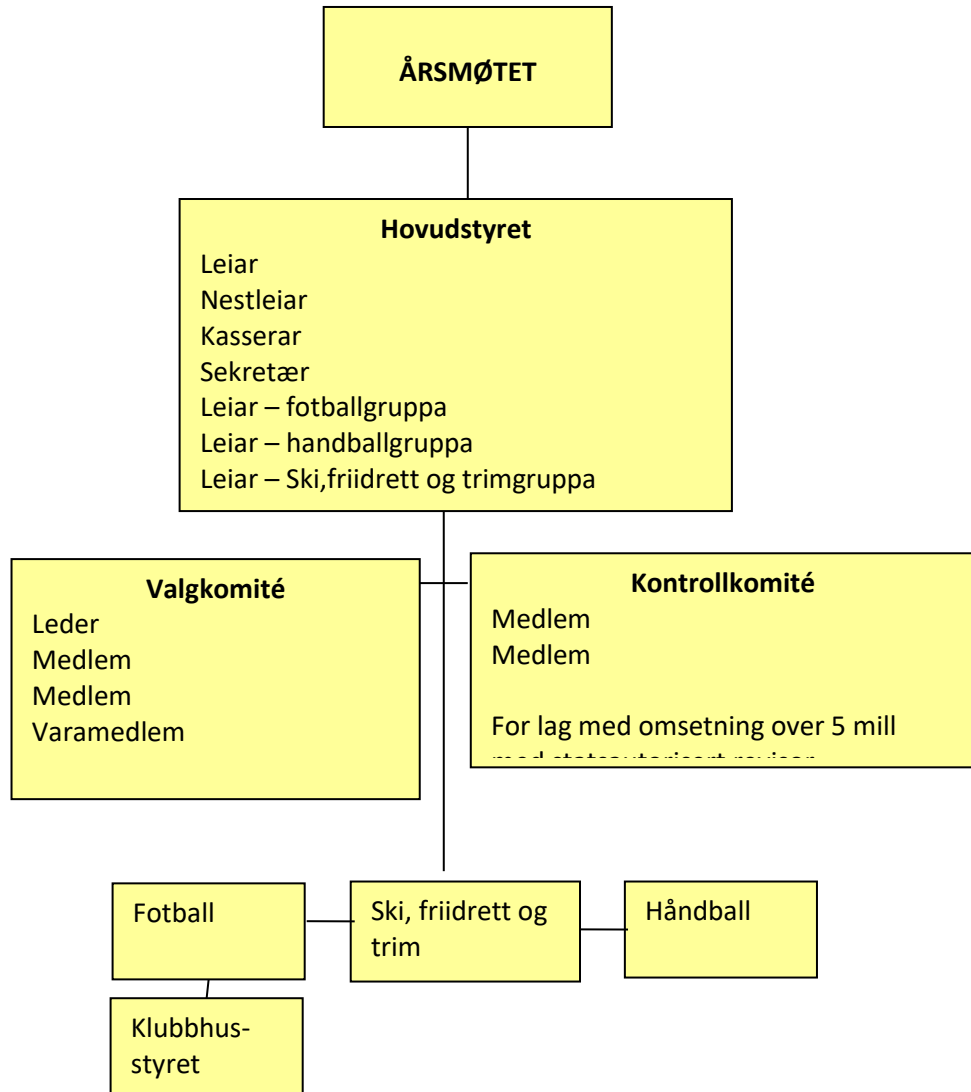 ÅRSMØTET
Hovudstyret
Leiar
Nestleiar
Kasserar
Sekretær
Leiar – fotballgruppa
Leiar – handballgruppa
Leiar – Ski,friidrett og trimgruppa
Valgkomité
Leder
Medlem
Medlem
Varamedlem
Kontrollkomité
Medlem
Medlem
For lag med omsetning over 5 mill
Fotball
Ski, friidrett og
trim
Håndball
Klubbhus-
styret